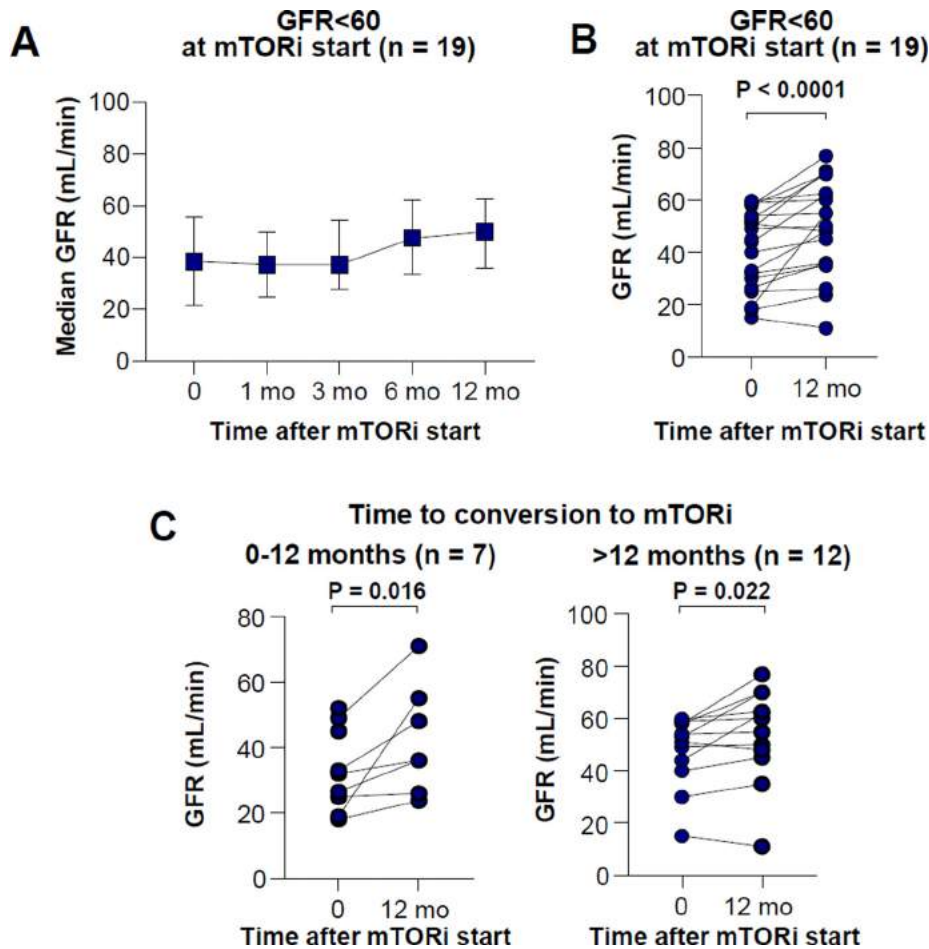 A
GFR<60
at mTORi start (n = 19)
Median GFR (mL/min)
100
80
60
40
20
0
0 1 mo 3 mo 6 mo 12 mo
Time after mTORi start
B
GFR<60
at mTORi start (n = 19)
P < 0.0001
GFR (mL/min)
100
80
60
40
20
0
0 12 mo
Time after mTORi start
C
Time to conversion to mTORi
0-12 months (n = 7)
P = 0.016
GFR (mL/min)
80
60
40
20
0
0 12 mo
Time after mTORi start
>12 months (n = 12)
P = 0.022
GFR (mL/min)
100
80
60
40
20
0
0 12 mo
Time after mTORi start